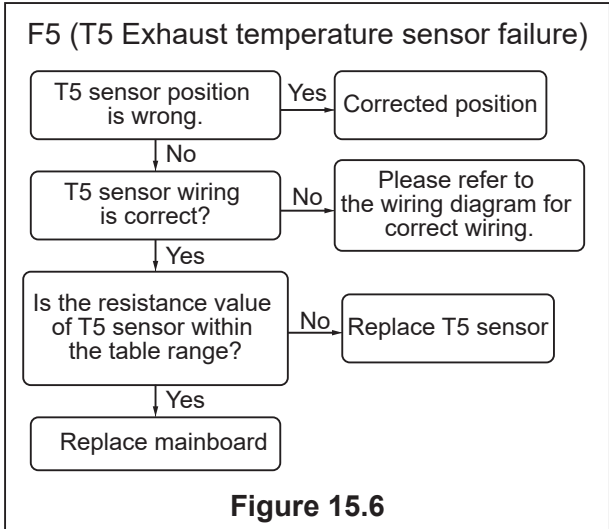 F5 (T5 Exhaust temperature sensor failure)
T5 sensor position
is wrong.
Yes
Corrected position
No
T5 sensor wiring
is correct?
No
Please refer to
the wiring diagram for
correct wiring.
Yes
Is the resistance value
of T5 sensor within
the table range?
No
Replace T5 sensor
Yes
Replace mainboard
Figure 15.6